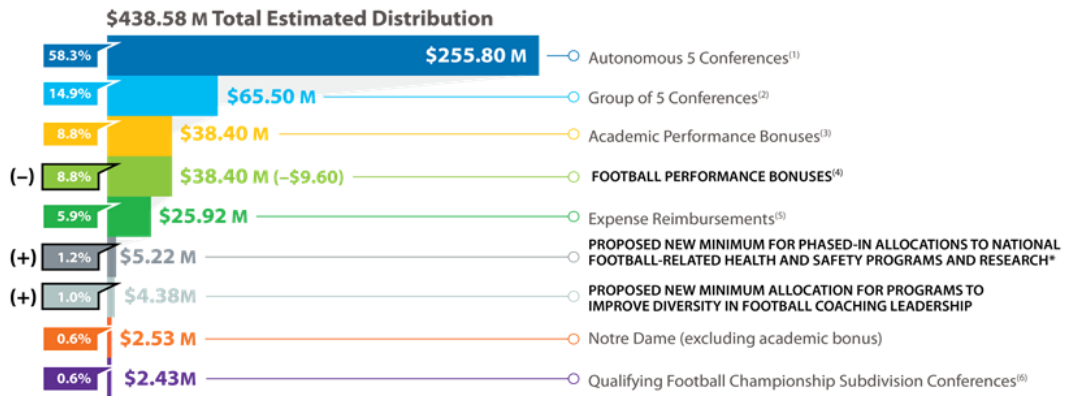 $438.58 M Total Estimated Distribution
58.3% $255.80 M Autonomous 5 Conferences(1)
14.9% $65.50 M Group of 5 Conferences(2)
8.8% $38.40 M Academic Performance Bonuses(3)
(–) 8.8% $38.40 M (–$9.60) FOOTBALL PERFORMANCE BONUSES(4)
5.9% $25.92 M Expense Reimbursements(5)
(+) 1.2% $5.22 M PROPOSED NEW MINIMUM FOR PHASED-IN ALLOCATIONS TO NATIONAL
FOOTBALL-RELATED HEALTH AND SAFETY PROGRAMS AND RESEARCH*
(+) 1.0% $4.38M PROPOSED NEW MINIMUM ALLOCATION FOR PROGRAMS TO
IMPROVE DIVERSITY IN FOOTBALL COACHING LEADERSHIP
0.6% $2.53 M Notre Dame (excluding academic bonus)
0.6% $2.43M Qualifying Football Championship Subdivision Conferences(6)